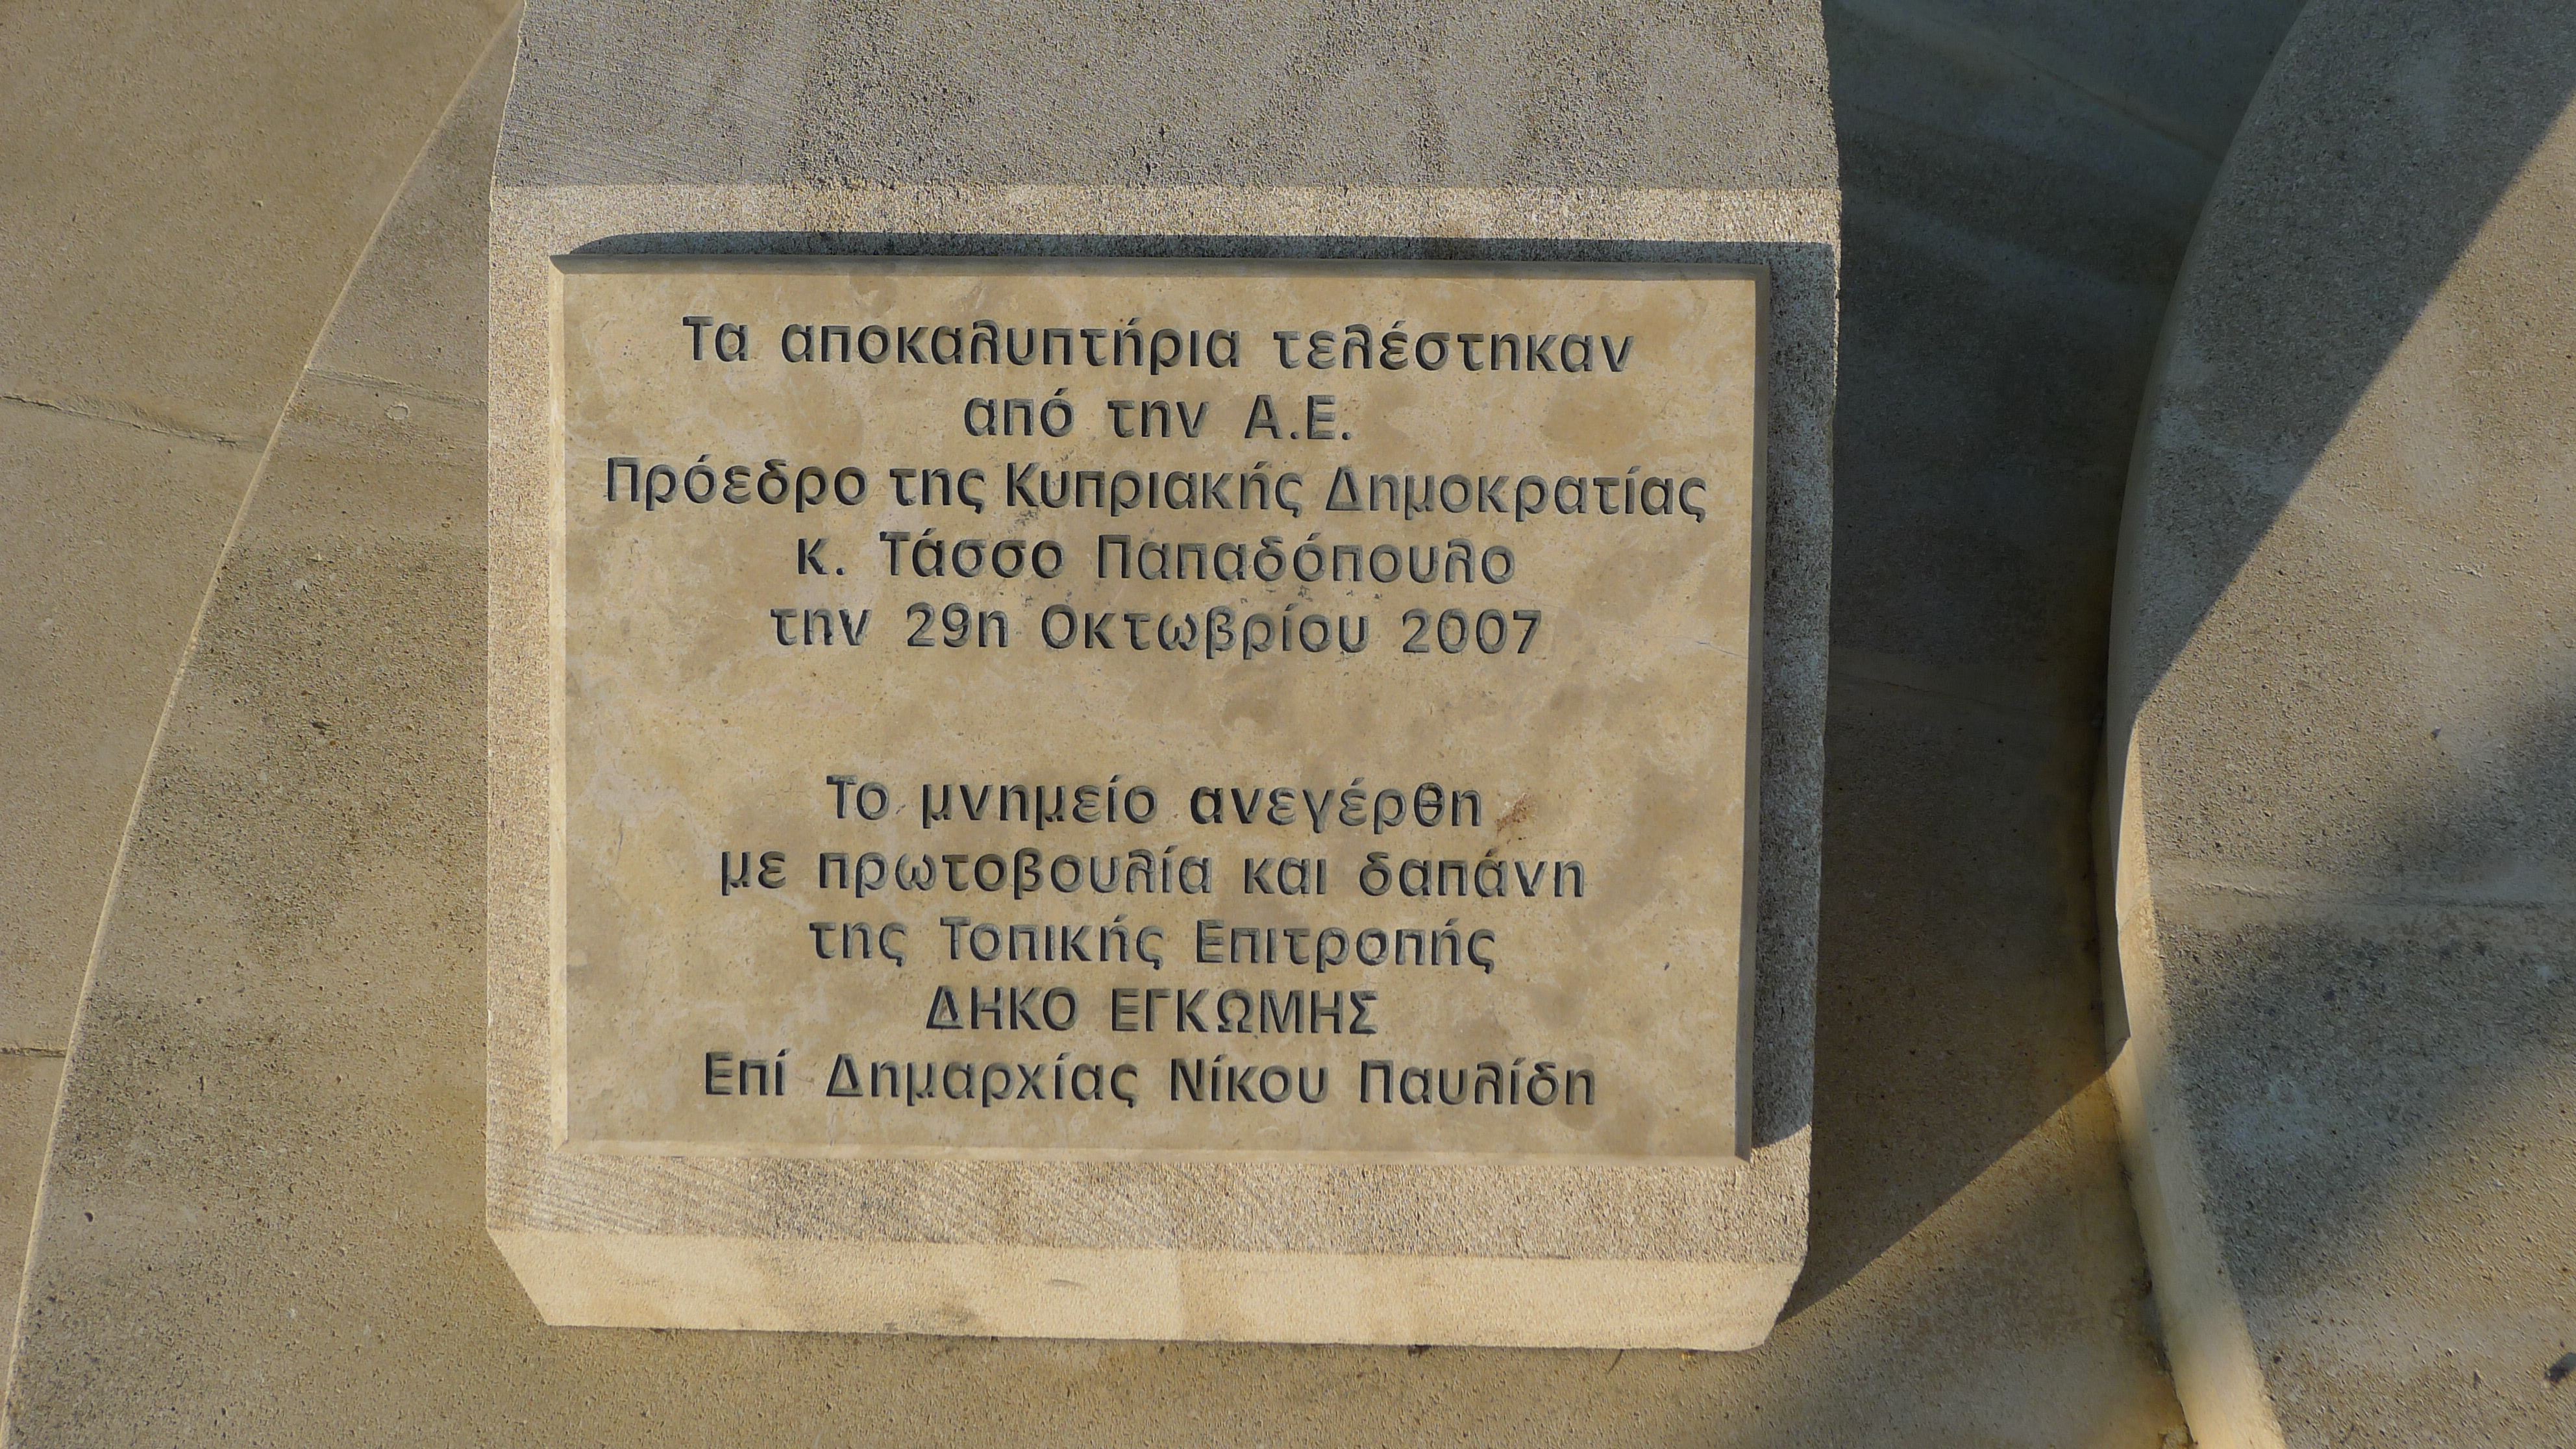 Τα αποκαλυπτήρια τελέστηκαν
από την Α.Ε.
Πρόεδρο της Κυπριακής Δημοκρατίας
κ. Τάσσο Παπαδόπουλο
την 29η Οκτωβρίου 2007
Το μνημείο ανεγέρθη
με πρωτοβουλία και δαπάνη
της Τοπικής Επιτροπής
ΔΗΚΟ ΕΓΚΩΜΗΣ
Επί Δημαρχίας Νίκου Παυλίδη